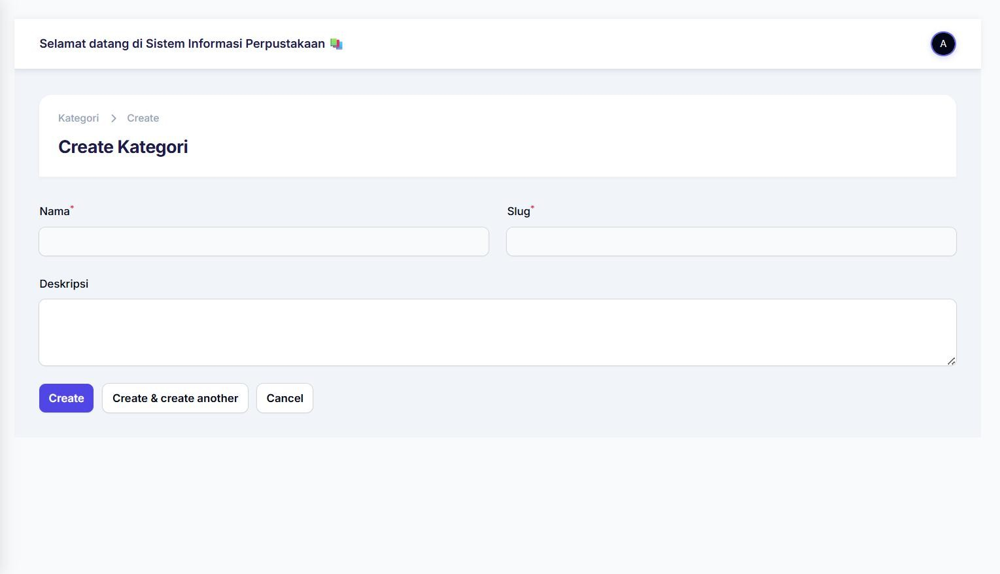 Selamat datang di Sistem Informasi Perpustakaan 📚
A
Kategori > Create
Create Kategori
Nama*
Slug*
Deskripsi
Create
Create & create another
Cancel